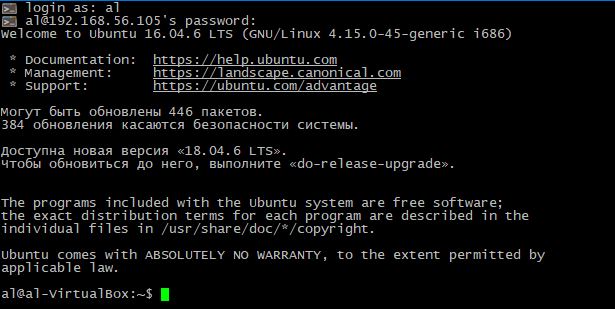 login as: al
al@192.168.56.105's password:
Welcome to Ubuntu 16.04.6 LTS (GNU/Linux 4.15.0-45-generic i686)
* Documentation: https://help.ubuntu.com
* Management: https://landscape.canonical.com
* Support: https://ubuntu.com/advantage
Могут быть обновлены 446 пакетов.
384 обновления касаются безопасности системы.
Доступна новая версия «18.04.6 LTS».
Чтобы обновиться до него, выполните «do-release-upgrade».
The programs included with the Ubuntu system are free software;
the exact distribution terms for each program are described in the
individual files in /usr/share/doc/*/copyright.
Ubuntu comes with ABSOLUTELY NO WARRANTY, to the extent permitted by
applicable law.
al@al-VirtualBox:~$